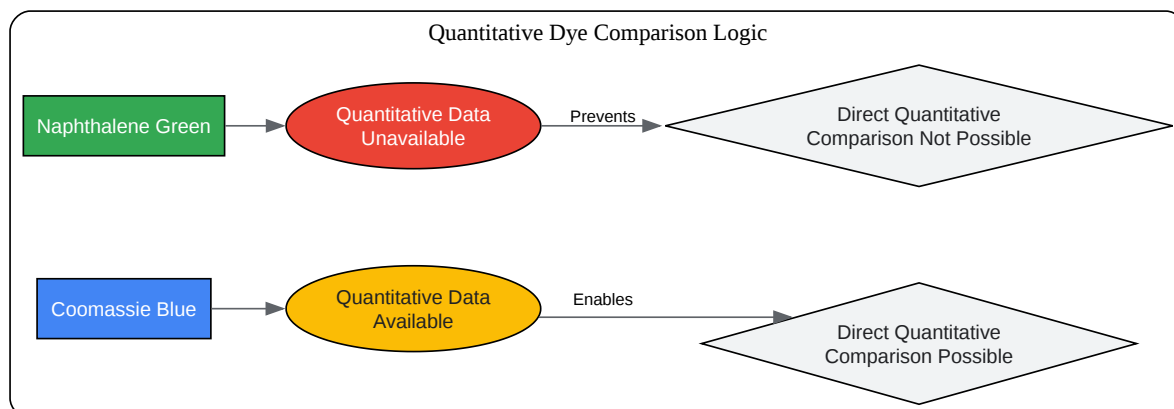 Quantitative Dye Comparison Logic
Naphthalene Green
Quantitative Data
Unavailable
Prevents
Direct Quantitative
Comparison Not Possible
Coomassie Blue
Quantitative Data
Available
Enables
Direct Quantitative
Comparison Possible